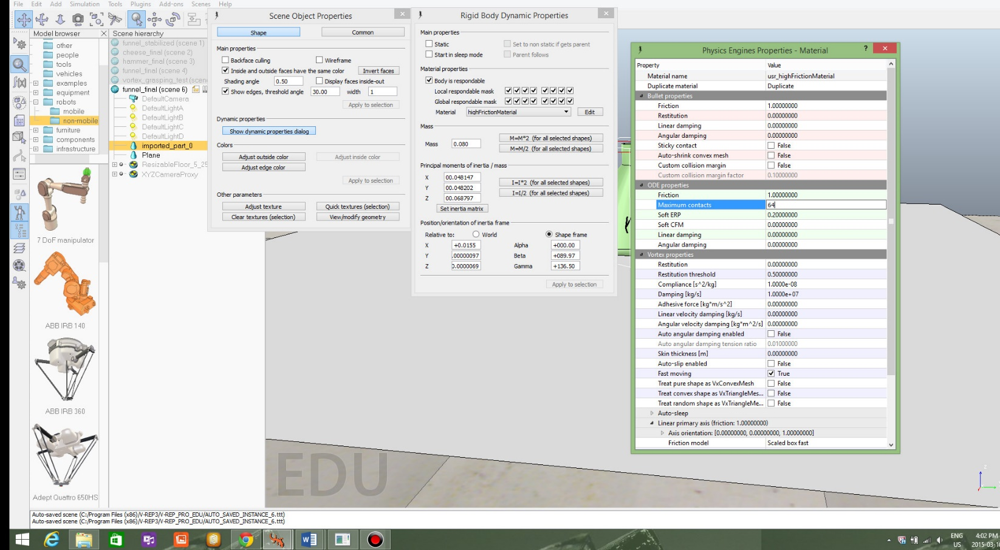 File Edit Add Simulation Tools Plugins Add-ons Scenes Help
Model browser
other
people
tools
vehicles
examples
equipment
robots
mobile
non-mobile
furniture
components
infrastructure
7 DoF manipulator
ABB IRB 140
ABB IRB 360
Adept Quattro 650HS
Scene hierarchy
funnel_stabilized (scene 1)
cheese_final (scene 2)
hammer_final (scene 3)
funnel_final (scene 4)
vortex_grasping_test (scen
funnel_final (scene 6)
DefaultCamera
DefaultLightA
DefaultLightB
DefaultLightC
DefaultLightD
imported_part_0
Plane
ResizableFloor_5_25
XYZCameraProxy
Scene Object Properties
Shape Common
Main properties
Backface culling Wireframe
Inside and outside faces have the same color Invert faces
Shading angle 0.50 Display faces inside-out
Show edges, threshold angle 30.00 width 1
Apply to selection
Dynamic properties
Show dynamic properties dialog
Colors
Adjust outside color Adjust inside color
Adjust edge color
Apply to selection
Other parameters
Adjust texture Quick textures (selection)
Clear textures (selection) View/modify geometry
Rigid Body Dynamic Properties
Main properties
Static Set to non static if gets parent
Start in sleep mode Parent follows
Material properties
Body is respondable
Local respondable mask
Global respondable mask
Material highFrictionMaterial Edit
Mass
Mass 0.080 M=M*2 (for all selected shapes)
M=M/2 (for all selected shapes)
Principal moments of inertia / mass
X 00.048147 I=I*2 (for all selected shapes)
Y 00.048202
Z 00.068797 I=I/2 (for all selected shapes)
Set inertia matrix
Position/orientation of inertia frame
Relative to: World Shape frame
X +0.0155 Alpha +000.00
Y .00000097 Beta +089.97
Z 0.0000069 Gamma +136.50
Apply to selection
Physics Engines Properties - Material ?
Property Value
Material name usr_highFrictionMaterial
Duplicate material Duplicate
Bullet properties
Friction 1.00000000
Restitution 0.00000000
Linear damping 0.00000000
Angular damping 0.00000000
Sticky contact False
Auto-shrink convex mesh False
Custom collision margin False
Custom collision margin factor 0.10000000
ODE properties
Friction 1.00000000
Maximum contacts 64
Soft ERP 0.20000000
Soft CFM 0.00000000
Linear damping 0.00000000
Angular damping 0.00000000
Vortex properties
Restitution 0.00000000
Restitution threshold 0.50000000
Compliance [s^2/kg] 1.0000e-08
Damping [kg/s] 1.0000e+07
Adhesive force [kg*m/s^2] 0.00000000
Linear velocity damping [kg/s] 0.00000000
Angular velocity damping [kg*m^2/s] 0.00000000
Auto angular damping enabled False
Auto angular damping tension ratio 0.01000000
Skin thickness [m] 0.00000000
Auto-slip enabled False
Fast moving True
Treat pure shape as VxConvexMesh False
Treat convex shape as VxTriangleMes... False
Treat random shape as VxTriangleMe... False
Auto-sleep
Linear primary axis (friction: 1.00000000)
Axis orientation: [0.00000000, 0.00000000, 1.00000000]
Friction model Scaled box fast
EDU
z
Auto-saved scene (C:/Program Files (x86)/V-REP3/V-REP_PRO_EDU/AUTO_SAVED_INSTANCE_6.ttt)
Auto-saved scene (C:/Program Files (x86)/V-REP3/V-REP_PRO_EDU/AUTO_SAVED_INSTANCE_6.ttt)
ENG 4:02 PM
US 2015-03-1